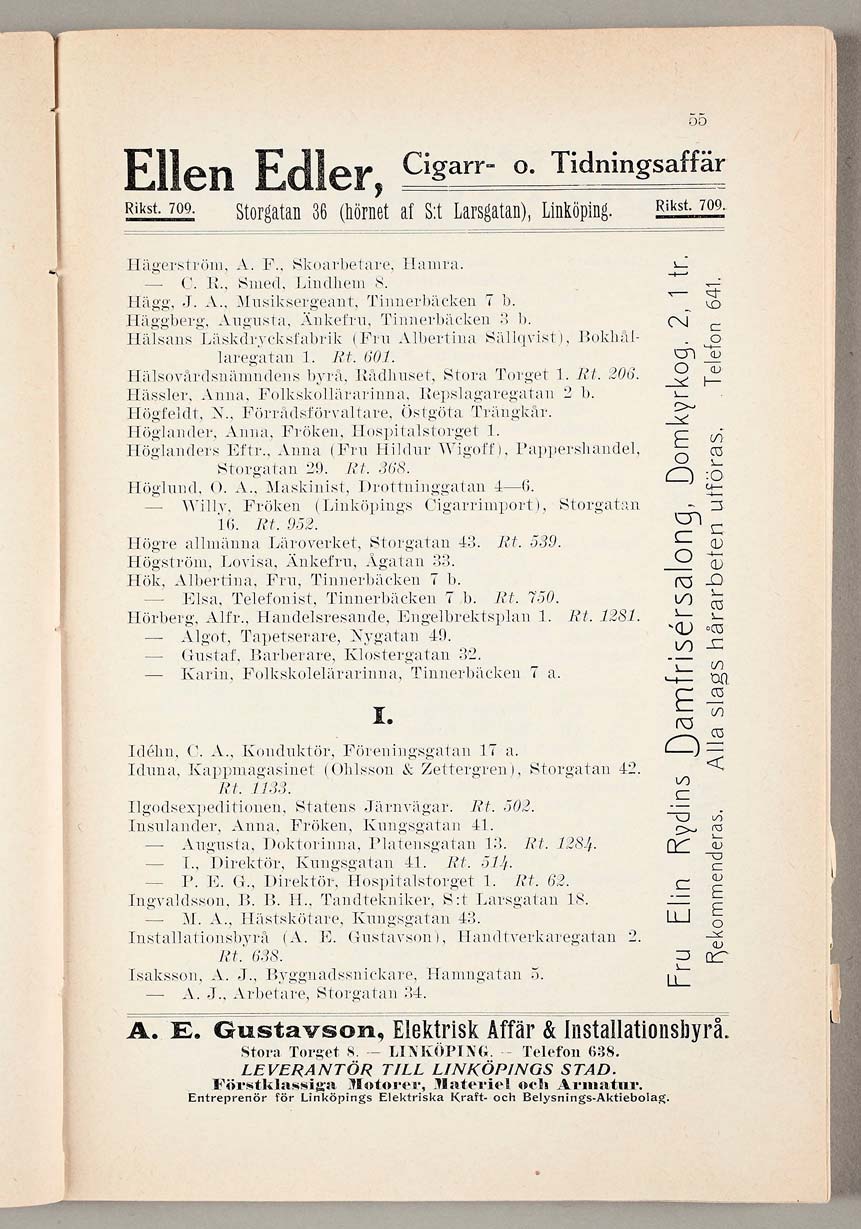 55
Ellen Edler, Cigarr- o. Tidningsaffär
Rikst. 709. Storgatan 36 (hörnet af S:t Larsgatan), Linköping. Rikst. 709.
Hägerström, A. F., Skoarbetare, Hamra.
— C. R., Smed, Lindhem 8.
Hägg, J. A., Musiksergeant, Tinnerbäcken 7 b.
Häggberg, Augusta, Änkefru, Tinnerbäcken 3 b.
Hälsans Läskdrycksfabrik (Fru Albertina Sällqvist), Bokhål-
laregatan 1. Rt. 601.
Hälsovårdsnämndens byrå, Rådhuset, Stora Torget 1. Rt. 206.
Hässler, Anna, Folkskollärarinna, Repslagaregatan 2 b.
Högfeldt, N., Förrådsförvaltare, Östgöta Trängkår.
Höglander, Anna, Fröken, Hospitalstorget 1.
Höglanders Eftr., Anna (Fru Hildur Wigoff), Pappershandel,
Storgatan 29. Rt. 368.
Höglund, O. A., Maskinist, Drottninggatan 4—6.
— Willy, Fröken (Linköpings Cigarrimport), Storgatan
16. Rt. 952.
Högre allmänna Läroverket, Storgatan 43. Rt. 539.
Högström, Lovisa, Änkefru, Ågatan 33.
Hök, Albertina, Fru, Tinnerbäcken 7 b.
— Elsa, Telefonist, Tinnerbäcken 7 b. Rt. 750.
Hörberg, Alfr., Handelsresande, Engelbrektsplan 1. Rt. 1281.
— Algot, Tapetserare, Nygatan 49.
— Gustaf, Barberare, Klostergatan 32.
— Karin, Folkskolelärarinna, Tinnerbäcken 7 a.
I.
Idéhn, C. A., Konduktör, Föreningsgatan 17 a.
Iduna, Kappmagasinet (Ohlsson & Zettergren), Storgatan 42.
Rt. 1133.
Ilgodsexpeditionen, Statens Järnvägar. Rt. 502.
Insulander, Anna, Fröken, Kungsgatan 41.
— Augusta, Doktorinna, Platensgatan 13. Rt. 1284.
— I., Direktör, Kungsgatan 41. Rt. 514.
— P. E. G., Direktör, Hospitalstorget 1. Rt. 62.
Ingvaldsson, B. B. H., Tandtekniker, S:t Larsgatan 18.
— M. A., Hästskötare, Kungsgatan 43.
Installationsbyrå (A. E. Gustavson), Handtverkaregatan 2.
Rt. 638.
Isaksson, A. J., Byggnadssnickare, Hamngatan 5.
— A. J., Arbetare, Storgatan 34.
Fru Elin Rydins Damfrisérsalong, Domkyrkog. 2, 1 tr.
Rekommenderas. Alla slags hårarbeten utföras. Telefon 641.
A. E. Gustavson, Elektrisk Affär & Installationsbyrå.
Stora Torget 8. — LINKÖPING. — Telefon 638.
LEVERANTÖR TILL LINKÖPINGS STAD.
Förstklassiga Motorer, Materiel och Armatur.
Entreprenör för Linköpings Elektriska Kraft- och Belysnings-Aktiebolag.